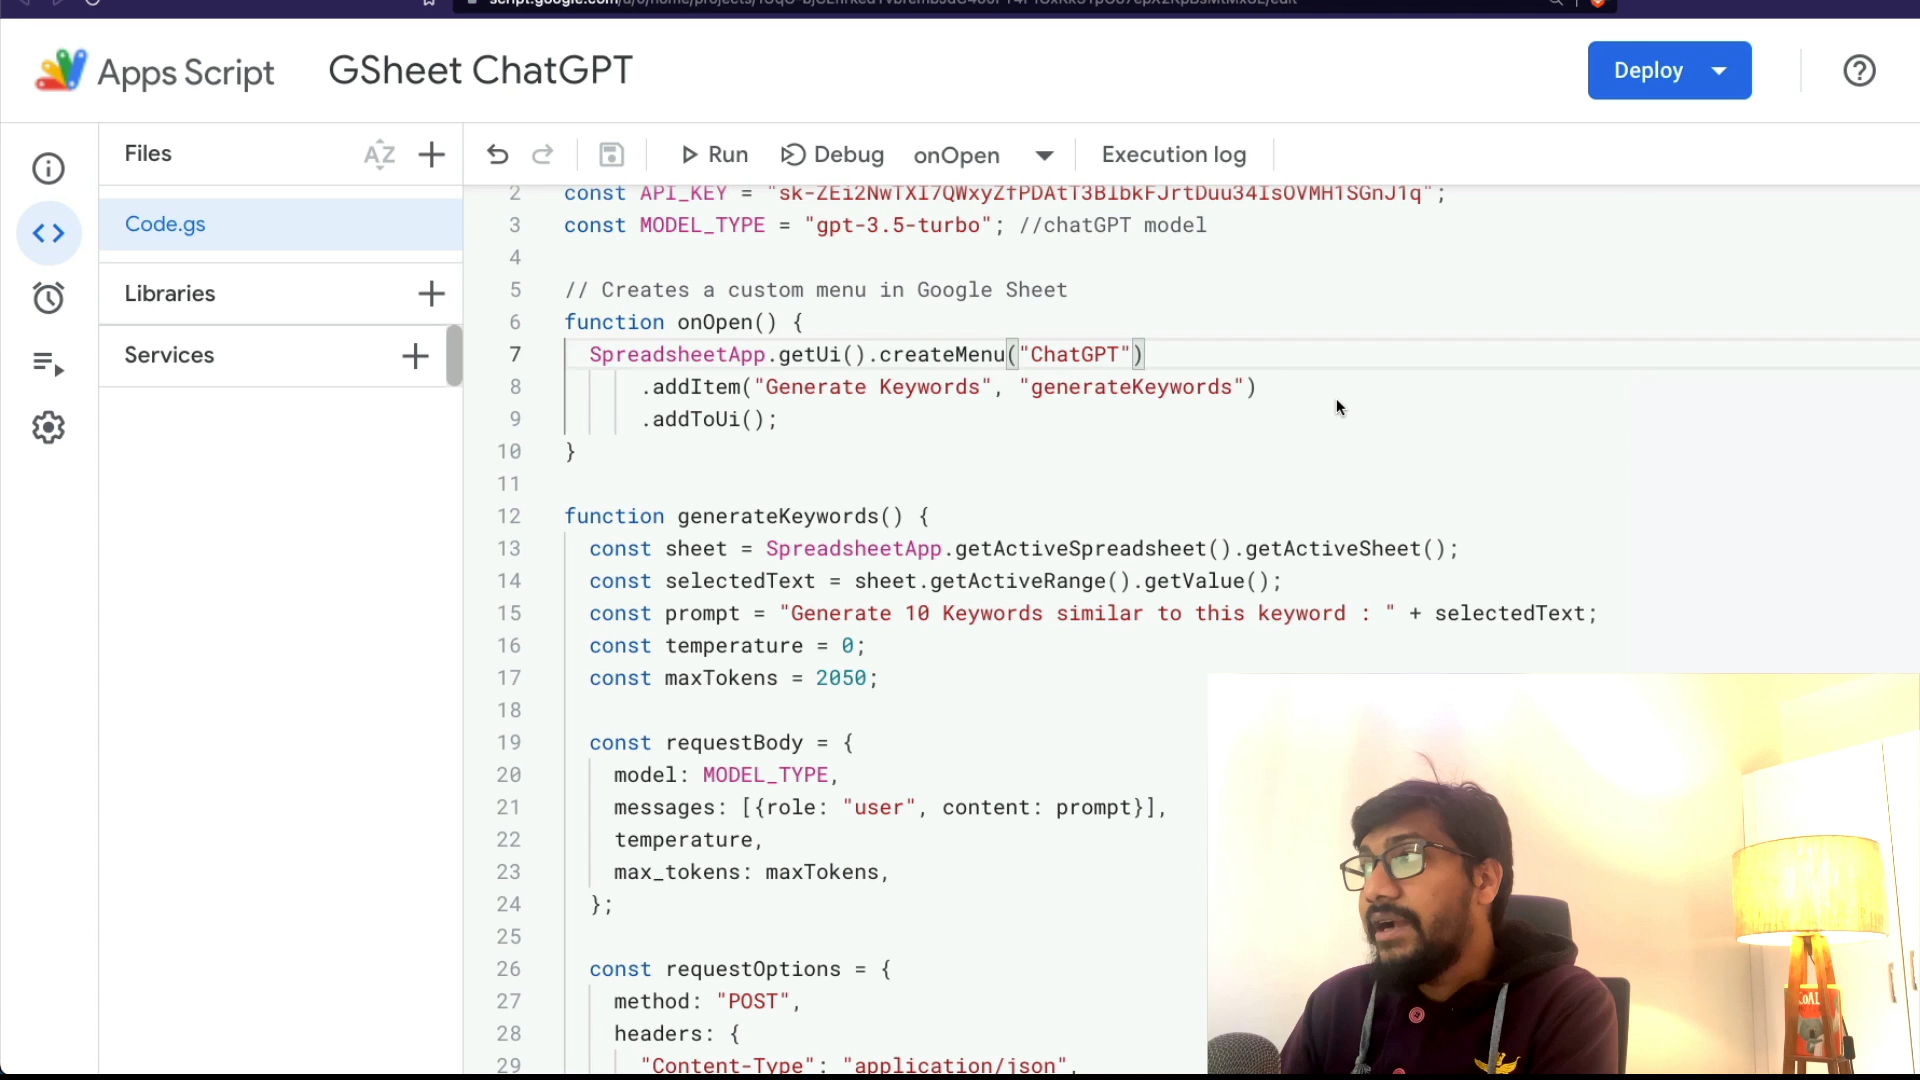 Apps Script
GSheet ChatGPT
Deploy
Files
AZ
Run
Debug
onOpen
Execution log
Code.gs
Libraries
Services
2 const API_KEY =
3 const MODEL_TYPE = "gpt-3.5-turbo"; //chatGPT model
4
5 // Creates a custom menu in Google Sheet
6 function onOpen() {
7 SpreadsheetApp.getUi().createMenu("ChatGPT")
8 .addItem("Generate Keywords", "generateKeywords")
9 .addToUi();
10 }
11
12 function generateKeywords() {
13 const sheet = SpreadsheetApp.getActiveSpreadsheet().getActiveSheet();
14 const selectedText = sheet.getActiveRange().getValue();
15 const prompt = "Generate 10 Keywords similar to this keyword : " + selectedText;
16 const temperature = 0;
17 const maxTokens = 2050;
18
19 const requestBody = {
20 model: MODEL_TYPE,
21 messages: [{role: "user", content: prompt}],
22 temperature,
23 max_tokens: maxTokens,
24 };
25
26 const requestOptions = {
27 method: "POST",
28 headers: {
29 "Content-Type": "application/json",